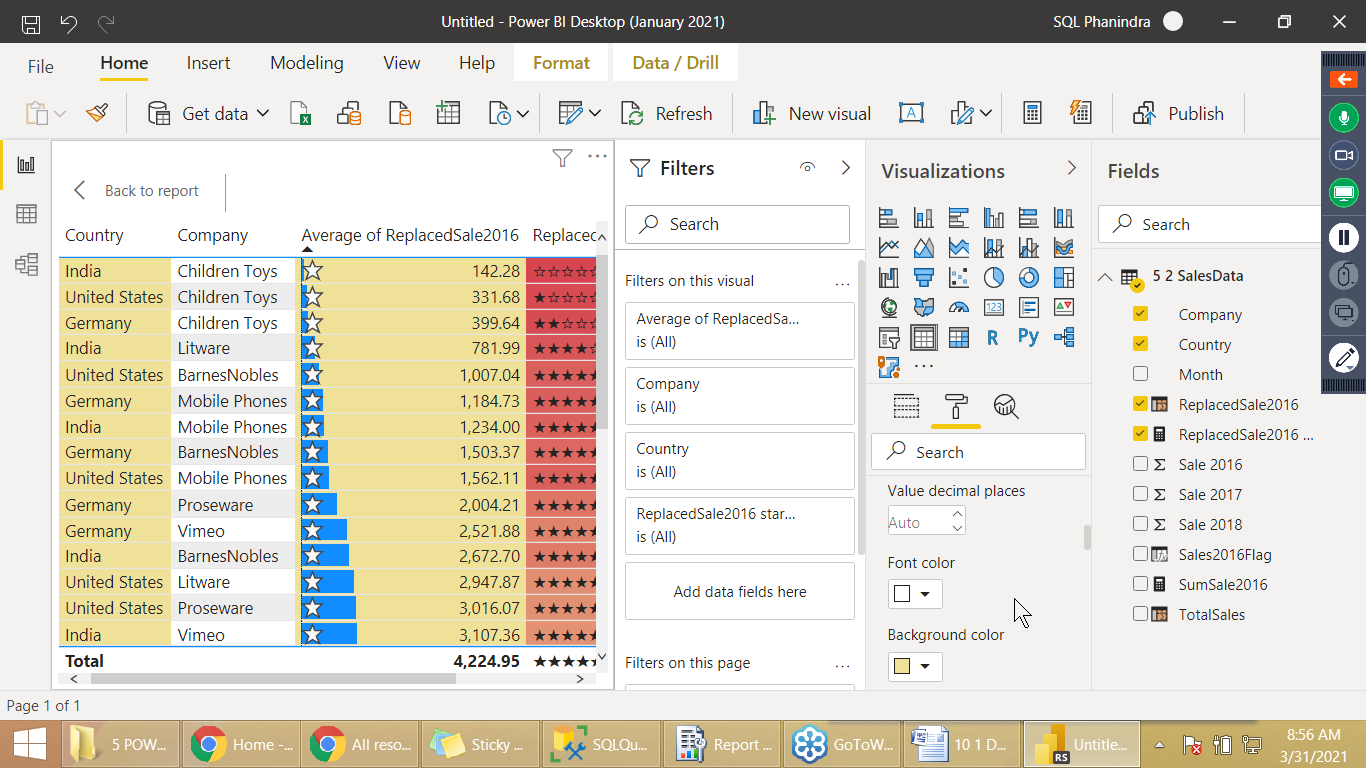 Untitled - Power BI Desktop (January 2021)
SQL Phanindra
File
Home
Insert
Modeling
View
Help
Format
Data / Drill
Get data
Refresh
New visual
Publish
Back to report
Country Company Average of ReplacedSale2016 Replaced
India Children Toys 142.28 ☆☆☆☆☆
United States Children Toys 331.68 ★☆☆☆☆
Germany Children Toys 399.64 ★★☆☆☆
India Litware 781.99 ★★★★☆
United States BarnesNobles 1,007.04 ★★★★★
Germany Mobile Phones 1,184.73 ★★★★★
India Mobile Phones 1,234.00 ★★★★★
Germany BarnesNobles 1,503.37 ★★★★★
United States Mobile Phones 1,562.11 ★★★★★
Germany Proseware 2,004.21 ★★★★★
Germany Vimeo 2,521.88 ★★★★★
India BarnesNobles 2,672.70 ★★★★★
United States Litware 2,947.87 ★★★★★
United States Proseware 3,016.07 ★★★★★
India Vimeo 3,107.36 ★★★★★
Total 4,224.95 ★★★★★
Filters
Search
Filters on this visual ...
Average of ReplacedSa...
is (All)
Company
is (All)
Country
is (All)
ReplacedSale2016 star...
is (All)
Add data fields here
Filters on this page ...
Visualizations
123
R
Py
...
Search
Value decimal places
Auto
Font color
Background color
Fields
Search
5 2 SalesData
Company
Country
Month
ReplacedSale2016
ReplacedSale2016 ...
Sale 2016
Sale 2017
Sale 2018
Sales2016Flag
SumSale2016
TotalSales
Page 1 of 1
5 POW...
Home -...
All reso...
Sticky ...
SQLQu...
Report ...
GoToW...
10 1 D...
RS
Untitle...
8:56 AM
3/31/2021